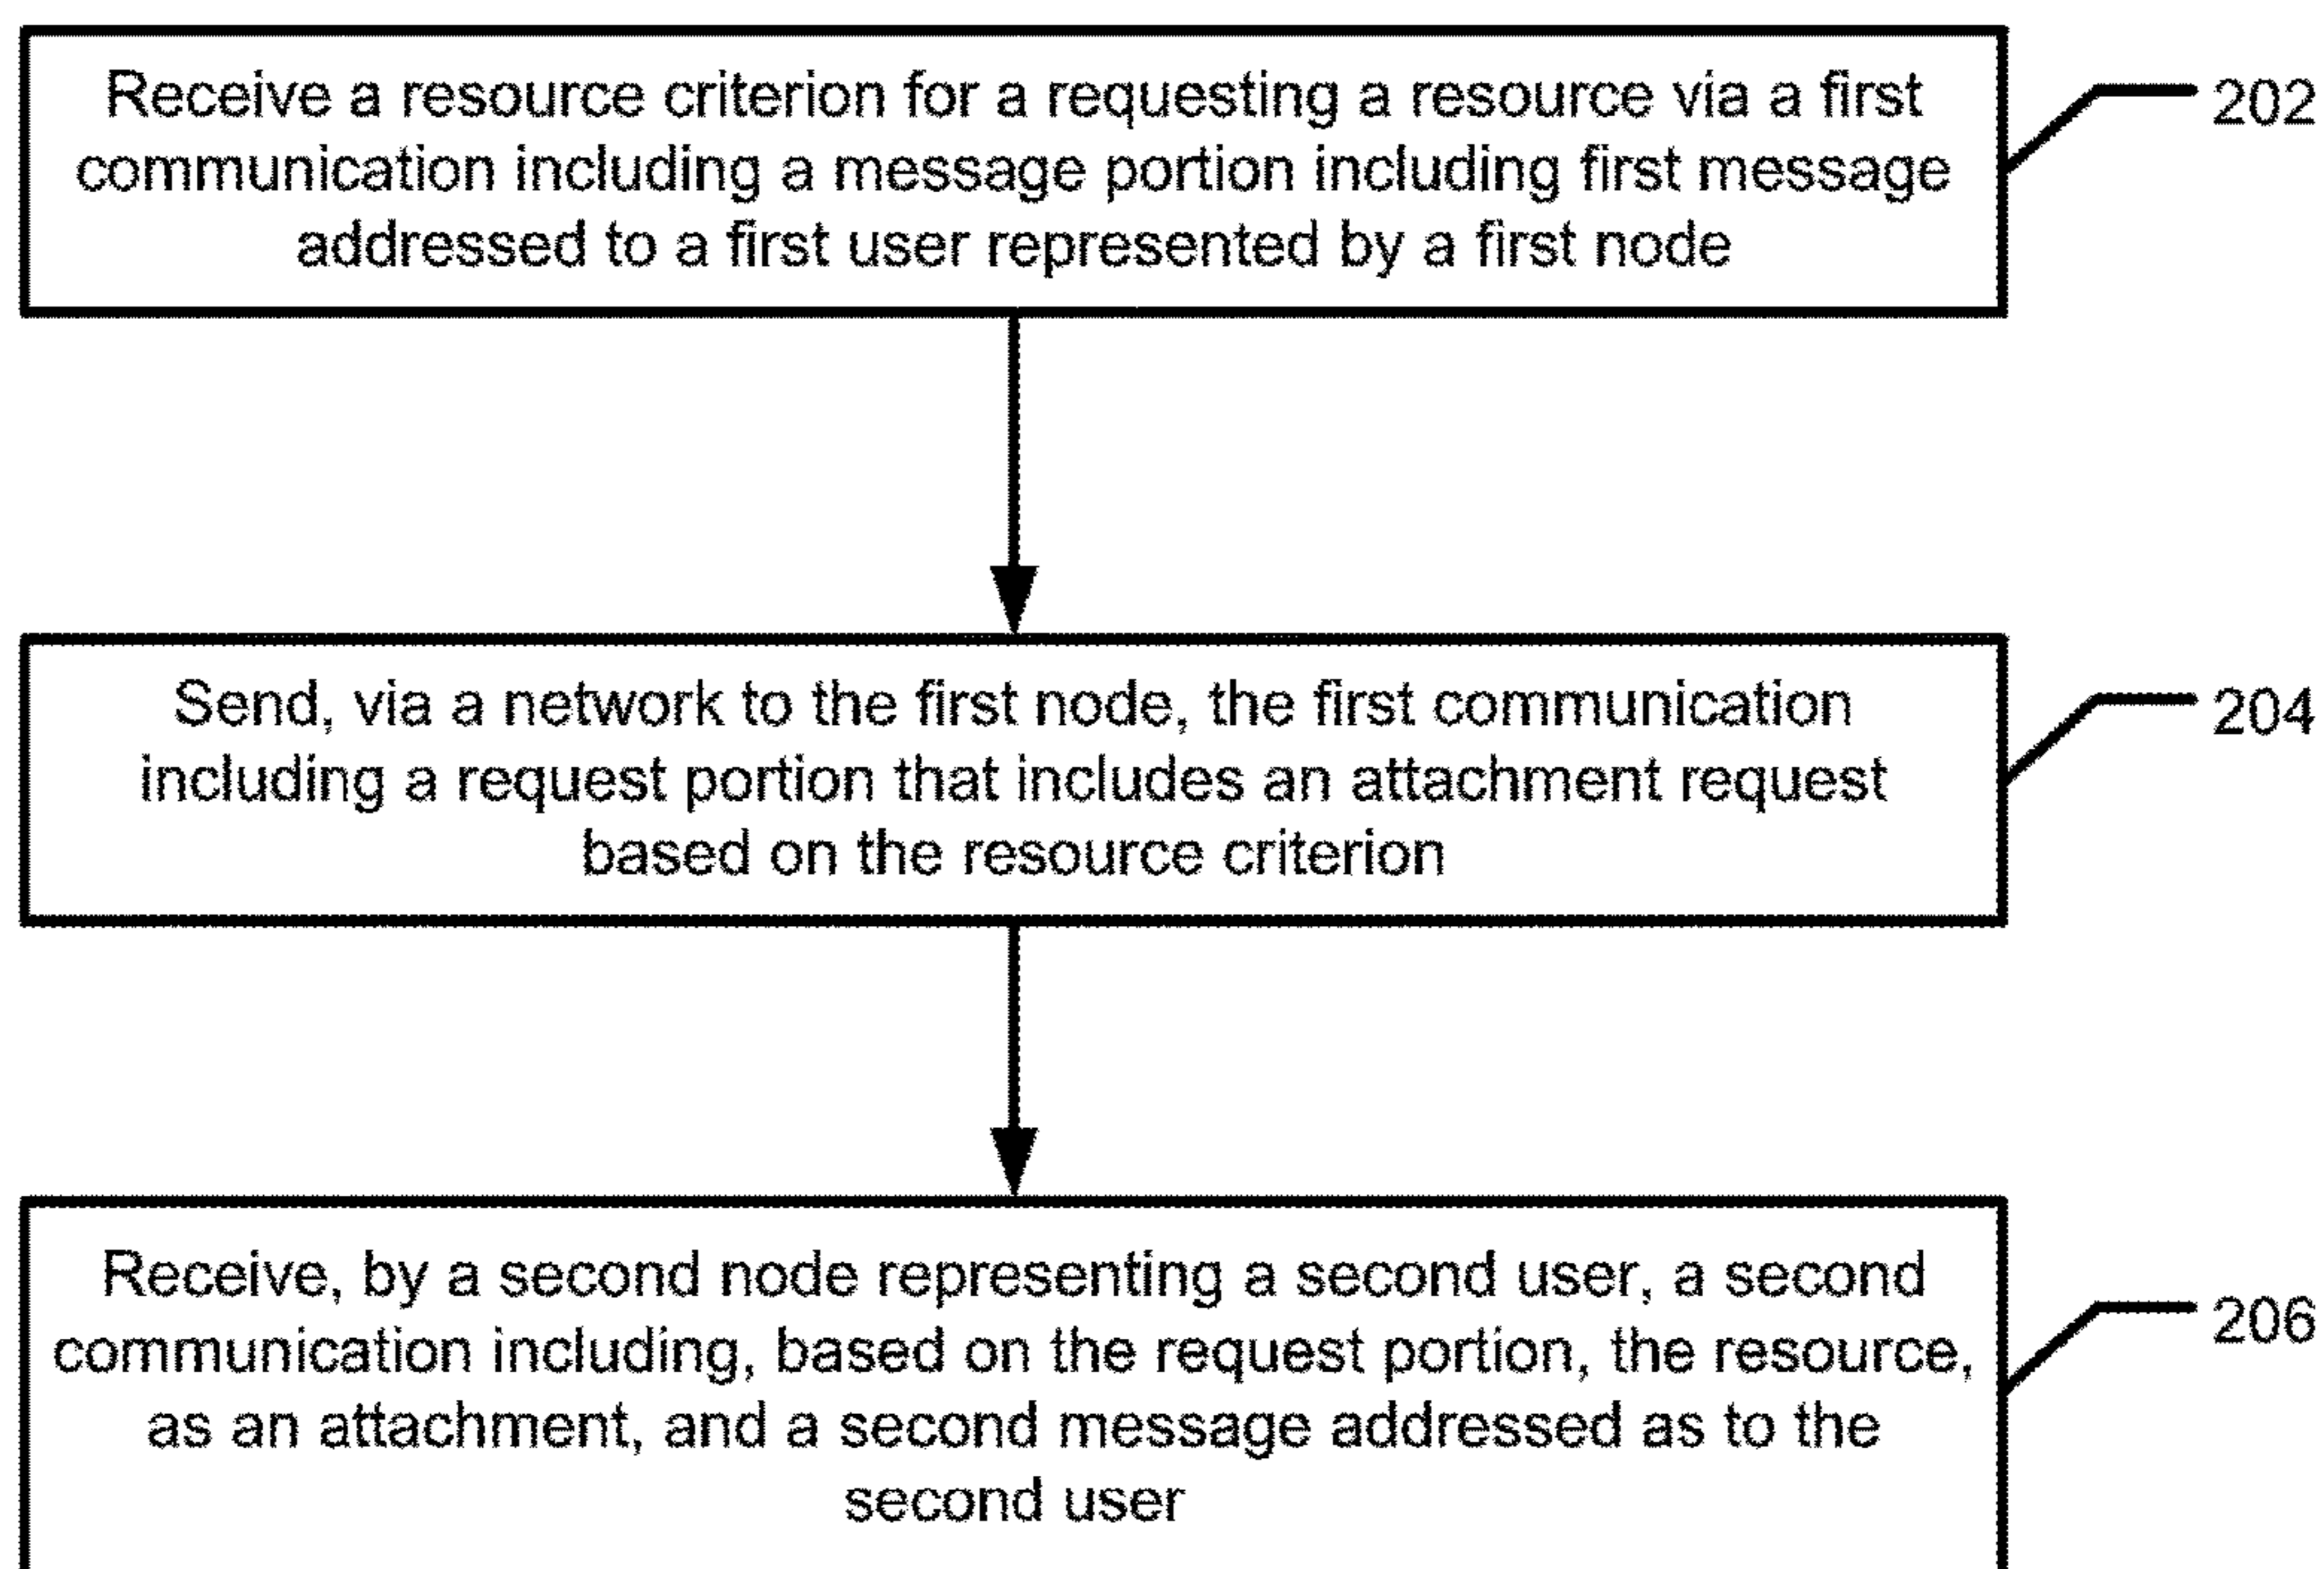 Receive a resource criterion for a requesting a resource via a first
communication including a message portion including first message
addressed to a first user represented by a first node
202
Send, via a network to the first node, the first communication
including a request portion that includes an attachment request
based on the resource criterion
204
Receive, by a second node representing a second user, a second
communication including, based on the request portion, the resource,
as an attachment, and a second message addressed as to the
second user
206